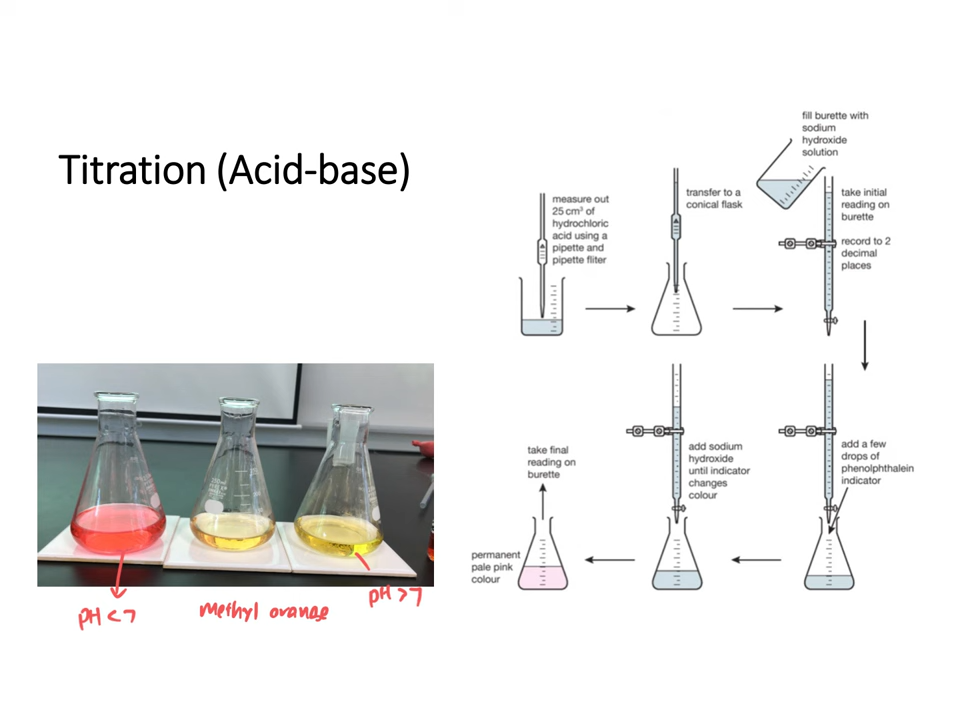 Titration (Acid-base)
measure out
25 cm³ of
hydrochloric
acid using a
pipette and
pipette fliter
transfer to a
conical flask
fill burette with
sodium
hydroxide
solution
take initial
reading on
burette
record to 2
decimal
places
add a few
drops of
phenolphthalein
indicator
add sodium
hydroxide
until indicator
changes
colour
take final
reading on
burette
permanent
pale pink
colour
pH < 7
methyl orange
pH > 7